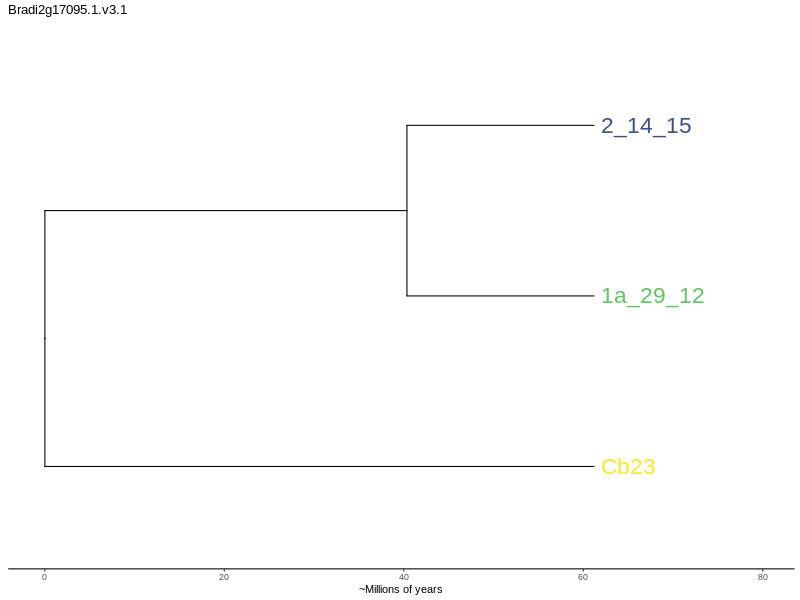 Bradi2g17095.1.v3.1
2_14_15
1a_29_12
Cb23
0 20 40 60 80
~Millions of years